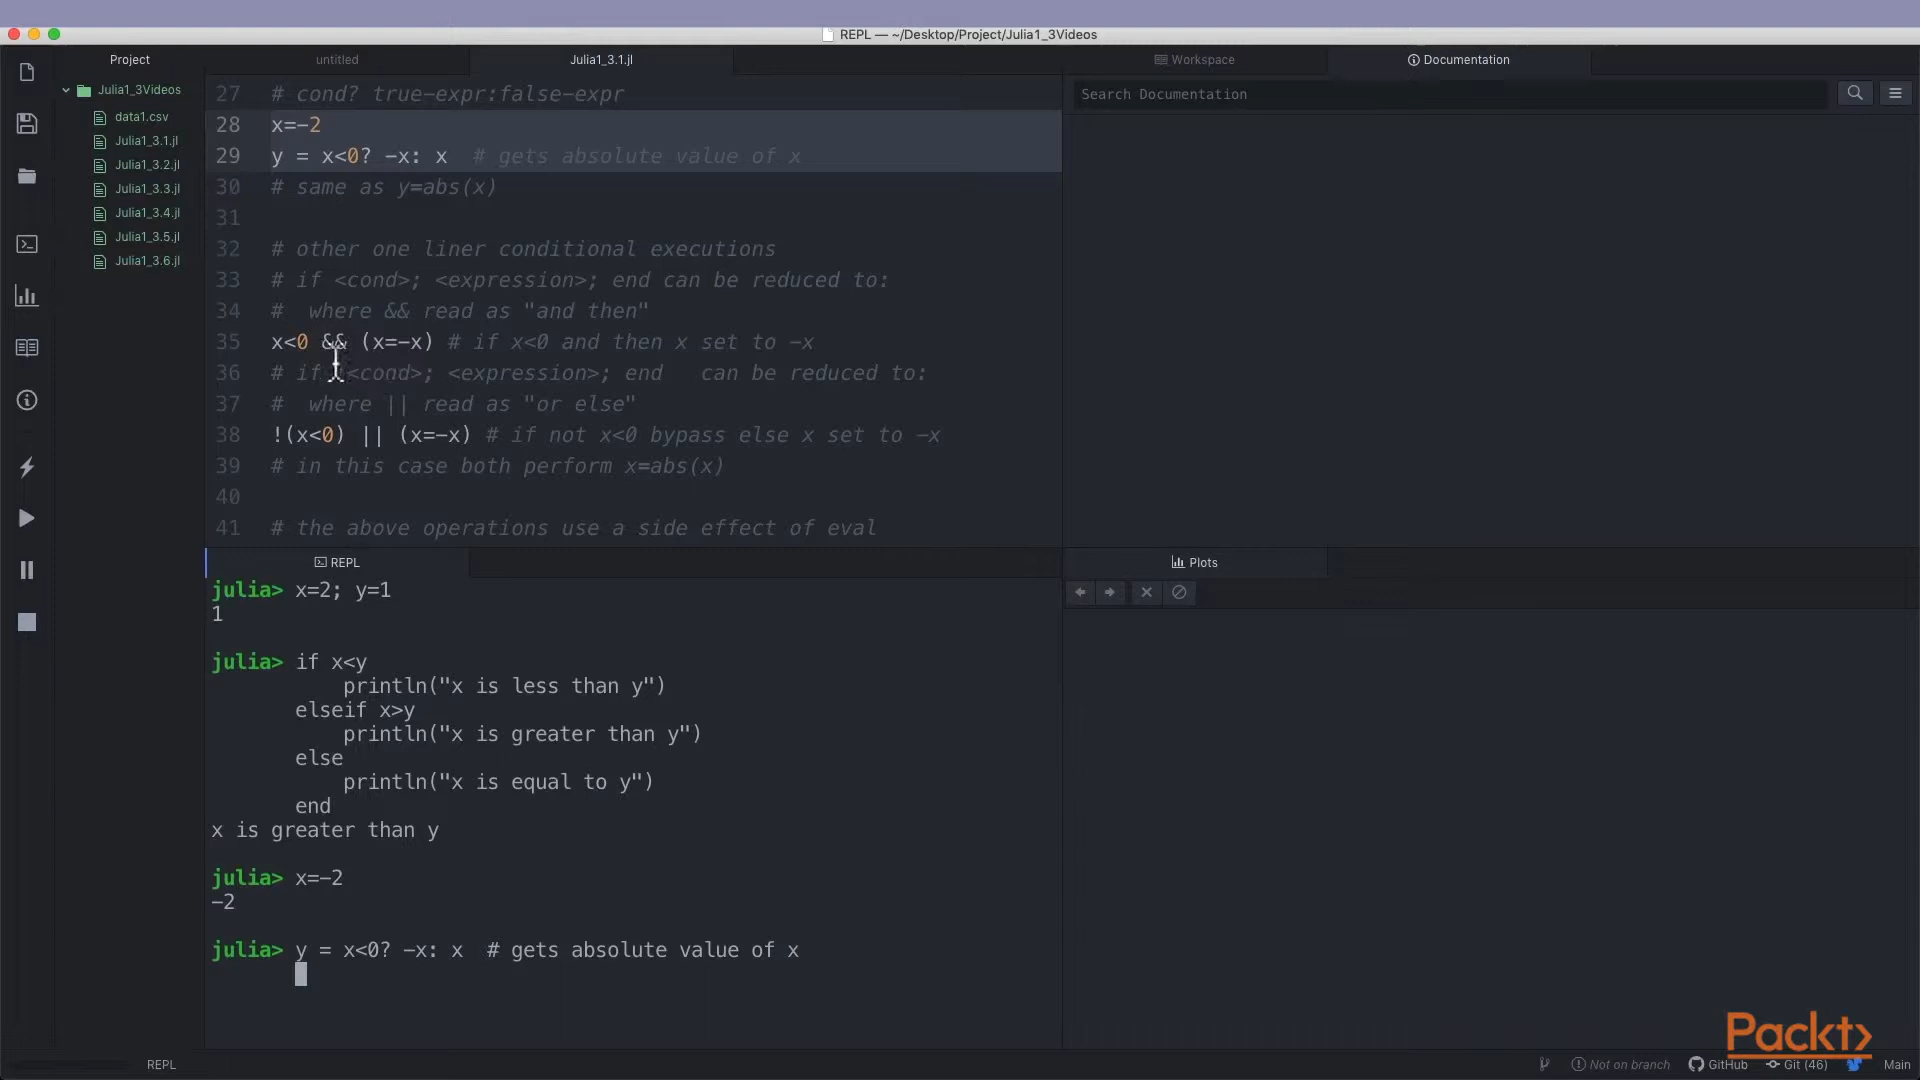 REPL — ~/Desktop/Project/Julia1_3Videos
Project
untitled
Julia1_3.1.jl
Workspace
Documentation
Julia1_3Videos
data1.csv
Julia1_3.1.jl
Julia1_3.2.jl
Julia1_3.3.jl
Julia1_3.4.jl
Julia1_3.5.jl
Julia1_3.6.jl
27 # cond? true-expr:false-expr
28 x=-2
29 y = x<0? -x: x  # gets absolute value of x
30 # same as y=abs(x)
31
32 # other one liner conditional executions
33 # if <cond>; <expression>; end can be reduced to:
34 #  where && read as "and then"
35 x<0 && (x=-x) # if x<0 and then x set to -x
36 # if <cond>; <expression>; end   can be reduced to:
37 #  where || read as "or else"
38 !(x<0) || (x=-x) # if not x<0 bypass else x set to -x
39 # in this case both perform x=abs(x)
40
41 # the above operations use a side effect of eval
Search Documentation
REPL
julia> x=2; y=1
1
julia> if x<y
println("x is less than y")
elseif x>y
println("x is greater than y")
else
println("x is equal to y")
end
x is greater than y
julia> x=-2
-2
julia> y = x<0? -x: x  # gets absolute value of x
Plots
Packt>
REPL
Not on branch
GitHub
Git (46)
Main